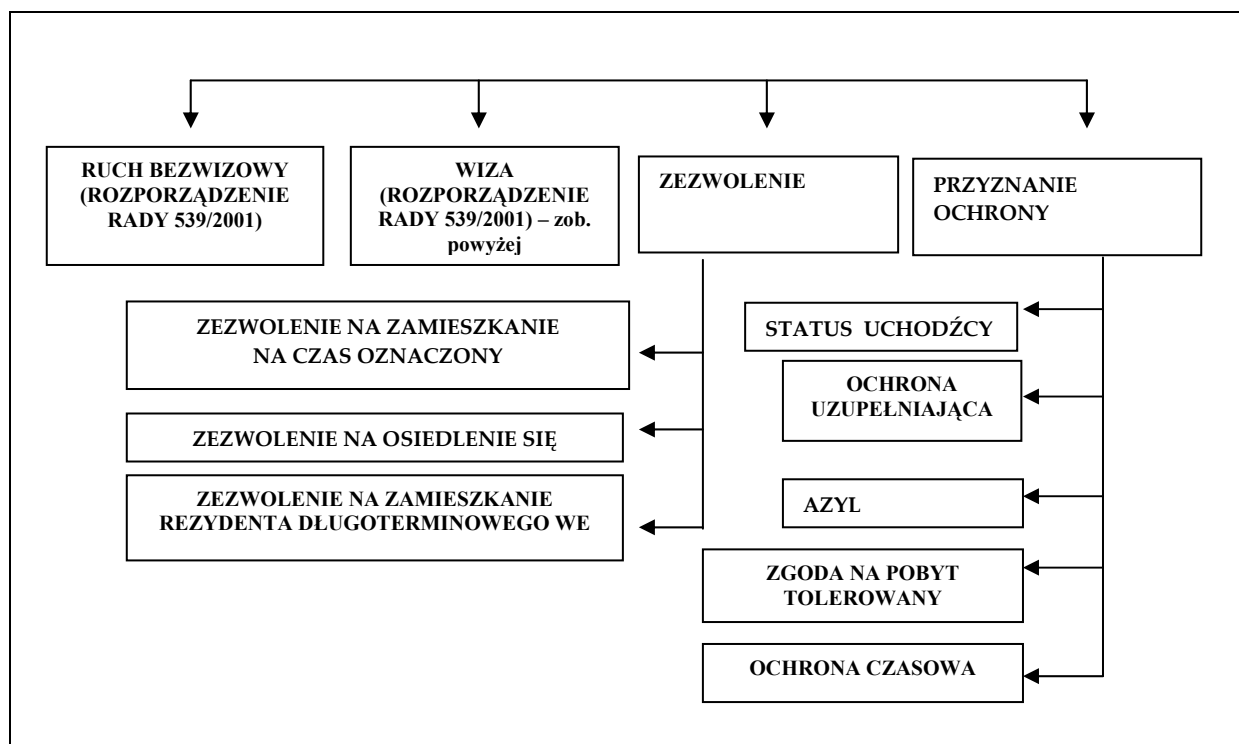 RUCH BEZWIZOWY
(ROZPORZĄDZENIE
RADY 539/2001)
WIZA
(ROZPORZĄDZENIE
RADY 539/2001) – zob.
powyżej
ZEZWOLENIE
PRZYZNANIE
OCHRONY
ZEZWOLENIE NA ZAMIESZKANIE
NA CZAS OZNACZONY
ZEZWOLENIE NA OSIEDLENIE SIĘ
ZEZWOLENIE NA ZAMIESZKANIE
REZYDENTA DŁUGOTERMINOWEGO WE
STATUS UCHODŹCY
OCHRONA
UZUPEŁNIAJĄCA
AZYL
ZGODA NA POBYT
TOLEROWANY
OCHRONA CZASOWA